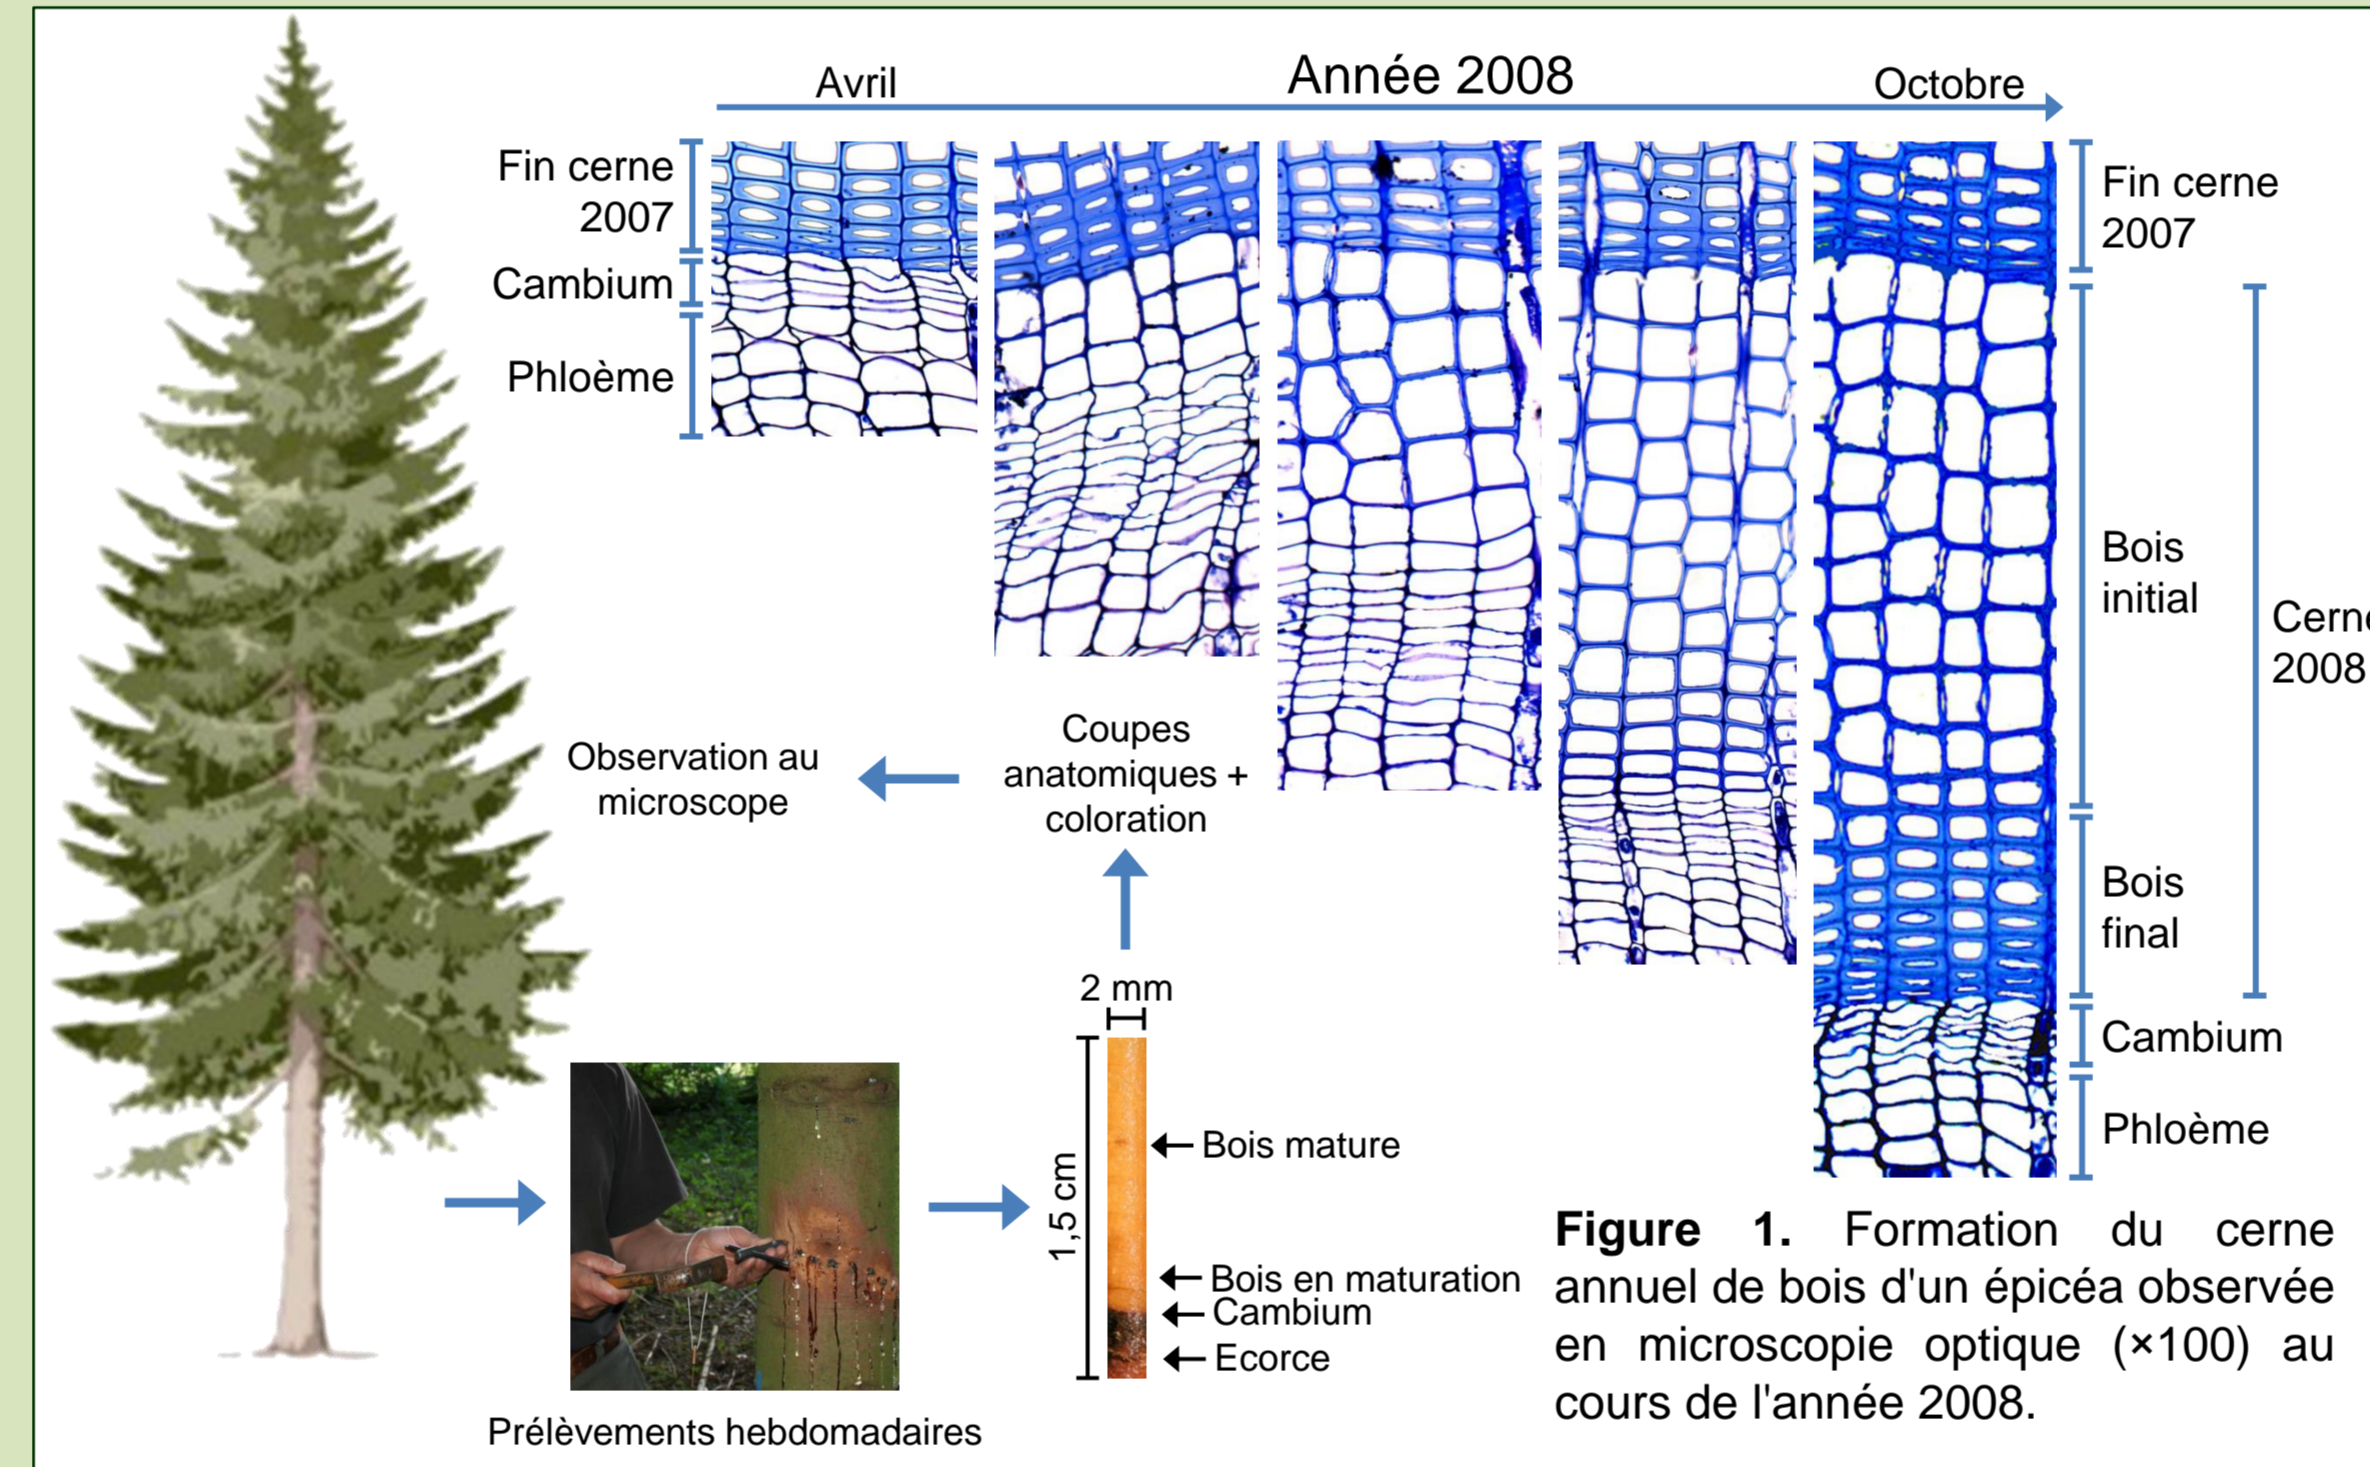 Avril
Année 2008
Octobre
Fin cerne
2007
Cambium
Phloème
Fin cerne
2007
Bois
initial
Cerne
2008
Bois
final
Cambium
Phloème
Observation au
microscope
Coupes
anatomiques +
coloration
2 mm
1,5 cm
Bois mature
Bois en maturation
Cambium
Ecorce
Prélèvements hebdomadaires
Figure 1. Formation du cerne
annuel de bois d'un épicéa observée
en microscopie optique (×100) au
cours de l'année 2008.